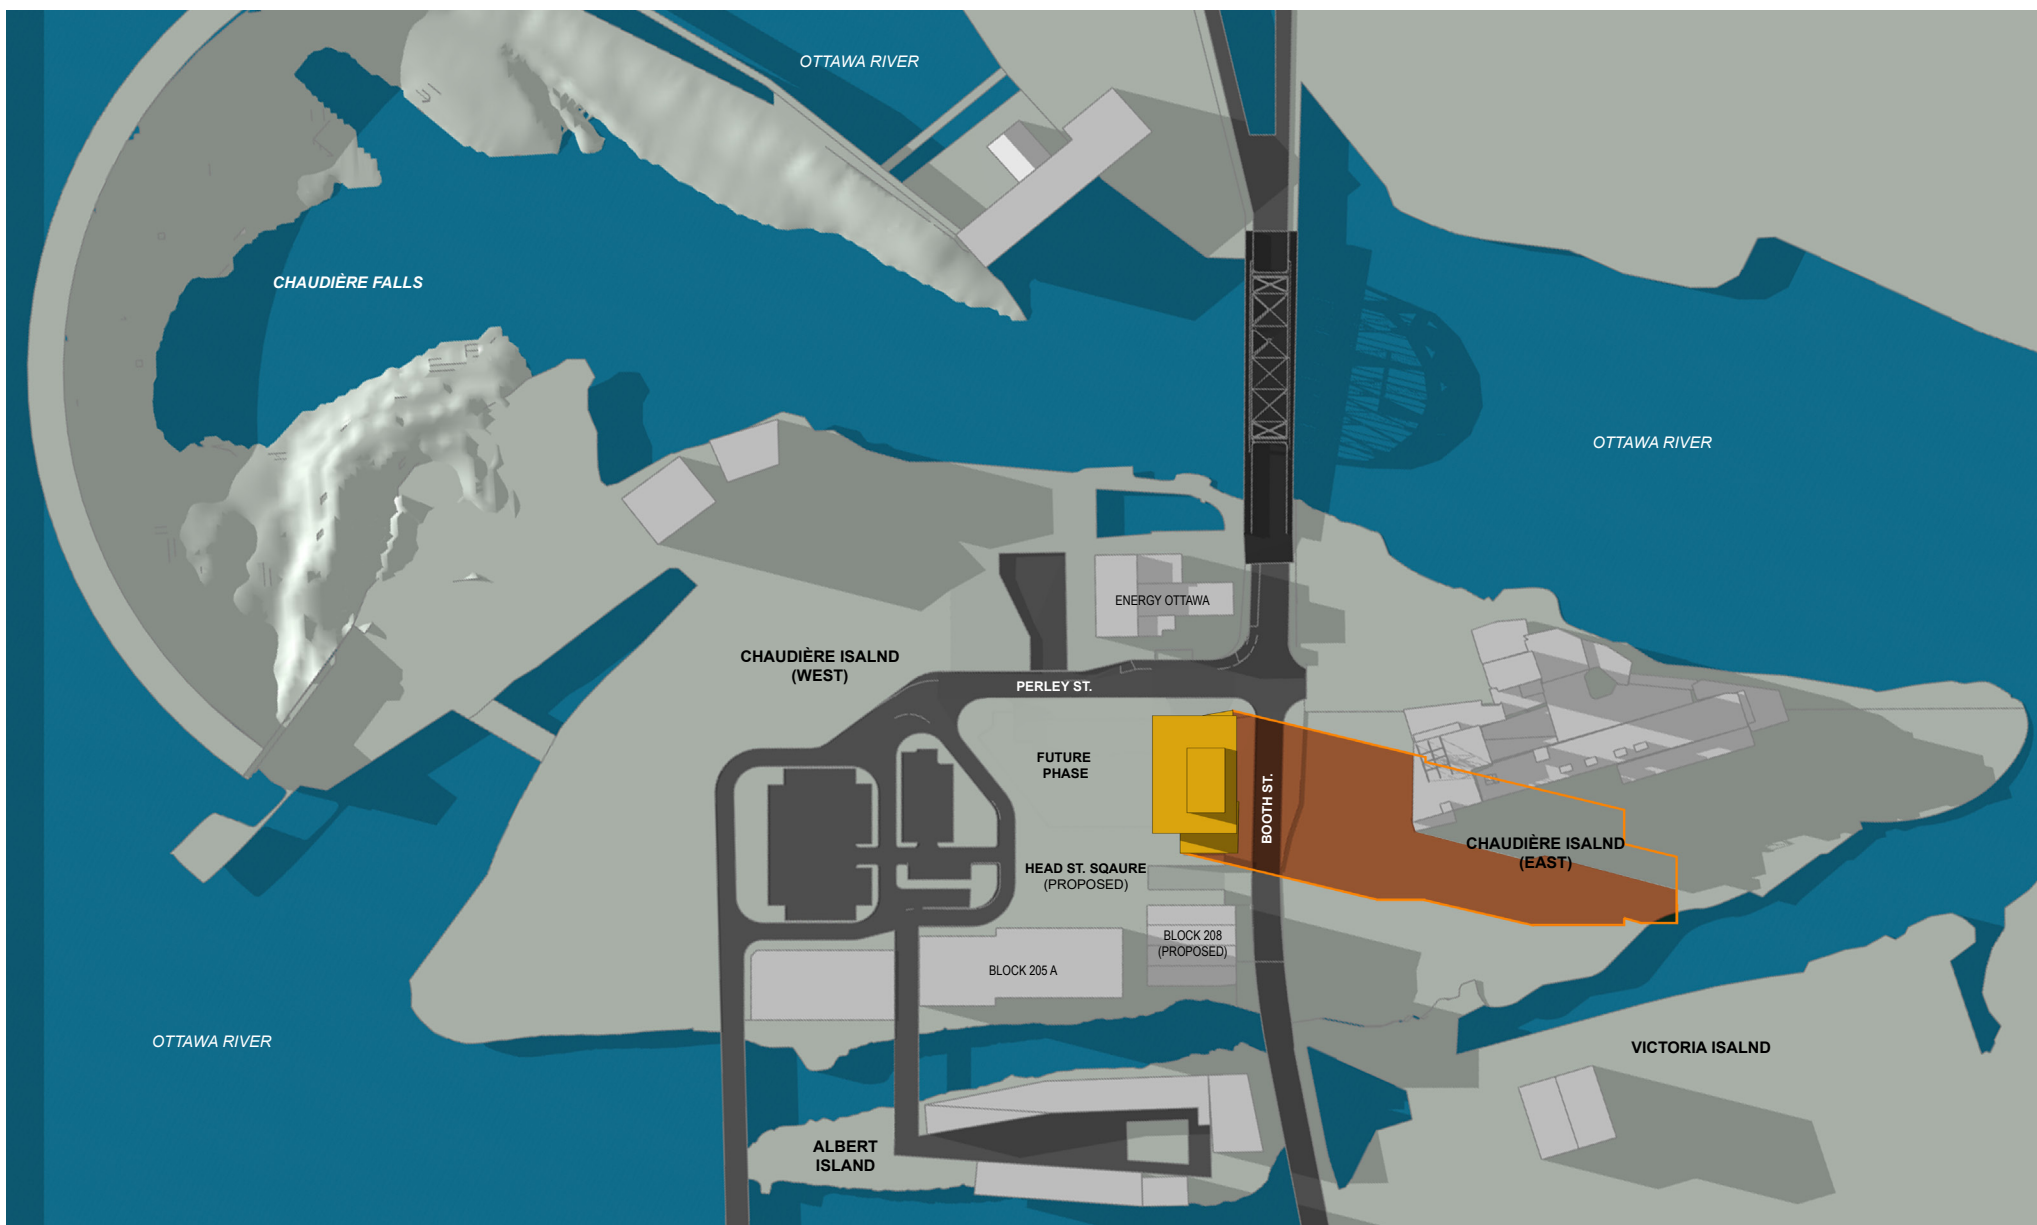 OTTAWA RIVER
CHAUDIÈRE FALLS
OTTAWA RIVER
ENERGY OTTAWA
CHAUDIÈRE ISALND
(WEST)
PERLEY ST.
FUTURE
PHASE
BOOTH ST.
CHAUDIÈRE ISALND
(EAST)
HEAD ST. SQAURE
(PROPOSED)
BLOCK 208
(PROPOSED)
BLOCK 205 A
OTTAWA RIVER
VICTORIA ISALND
ALBERT
ISLAND